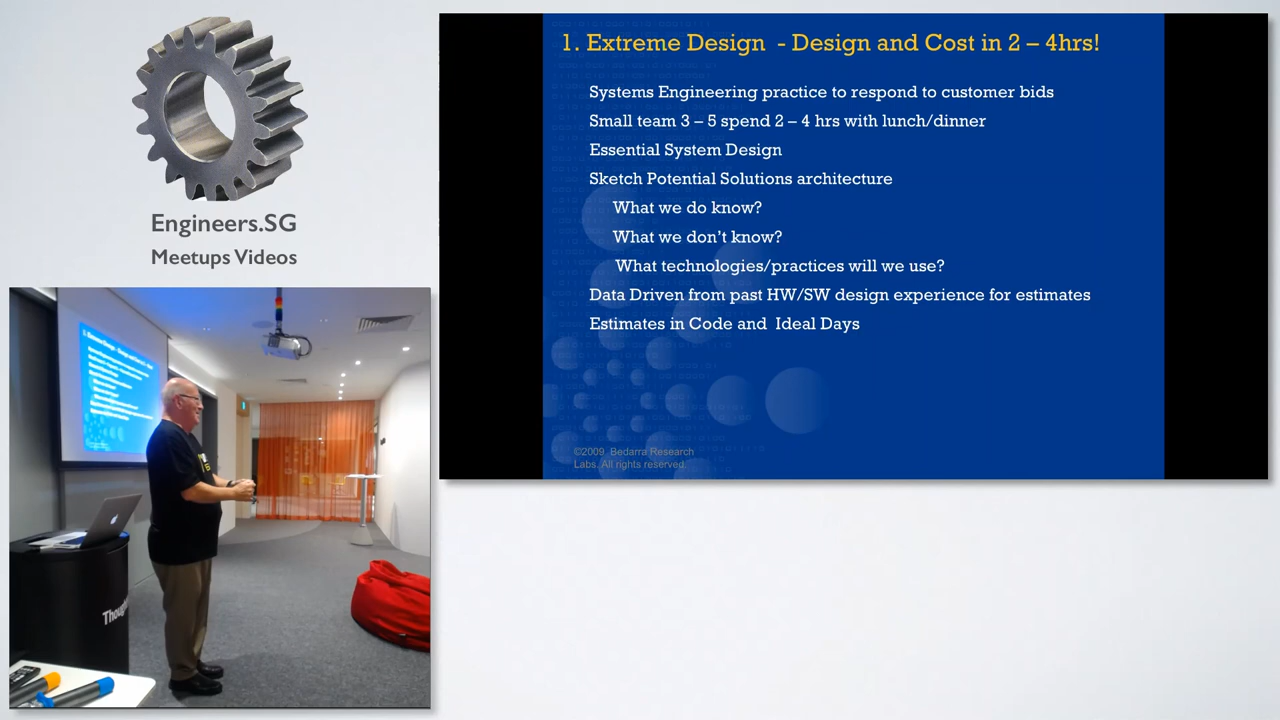 Engineers.SG
Meetups Videos
1. Extreme Design - Design and Cost in 2 – 4hrs!
Systems Engineering practice to respond to customer bids
Small team 3 – 5 spend 2 – 4 hrs with lunch/dinner
Essential System Design
Sketch Potential Solutions architecture
What we do know?
What we don't know?
What technologies/practices will we use?
Data Driven from past HW/SW design experience for estimates
Estimates in Code and Ideal Days
©2009 Bedarra Research
Labs. All rights reserved.